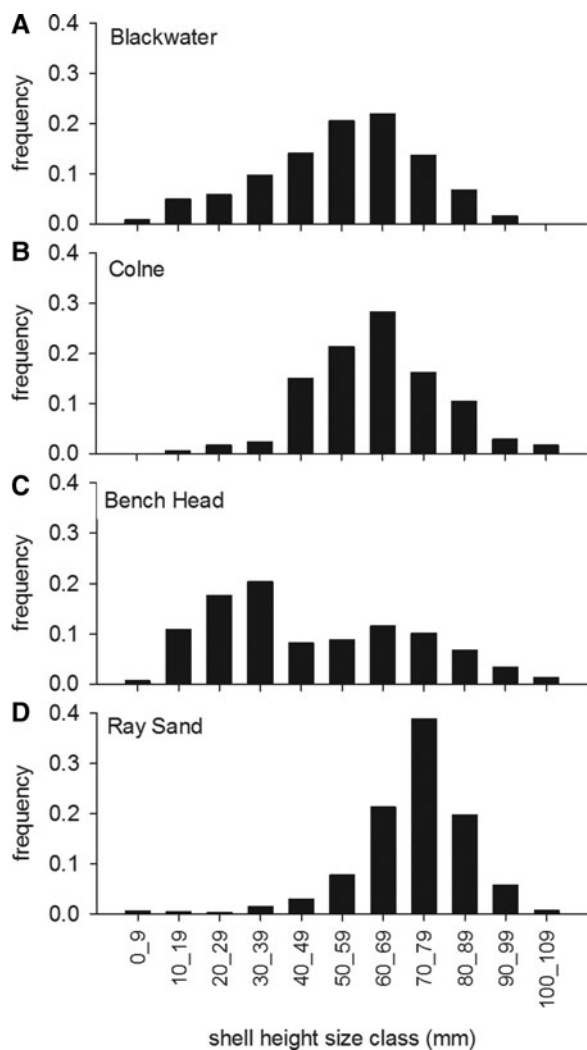 A
Blackwater
frequency
0.4
0.3
0.2
0.1
0.0
B
Colne
frequency
0.4
0.3
0.2
0.1
0.0
C
Bench Head
frequency
0.4
0.3
0.2
0.1
0.0
D
Ray Sand
frequency
0.4
0.3
0.2
0.1
0.0
0_9
10_19
20_29
30_39
40_49
50_59
60_69
70_79
80_89
90_99
100_109
shell height size class (mm)